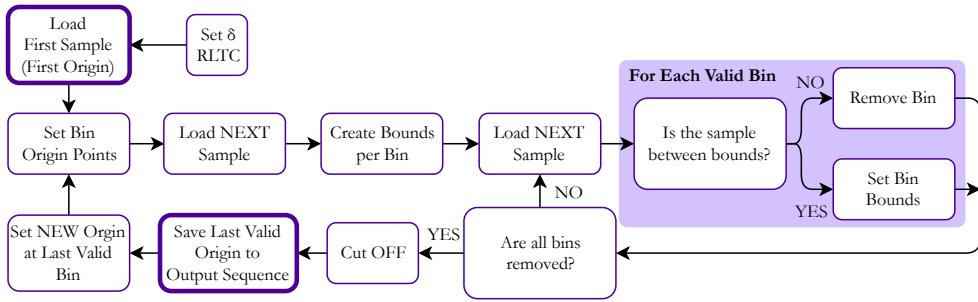 Load
First Sample
(First Origin)
Set δ
RLTC
Set Bin
Origin Points
Load NEXT
Sample
Create Bounds
per Bin
Load NEXT
Sample
For Each Valid Bin
Is the sample
between bounds?
NO
Remove Bin
YES
Set Bin
Bounds
Are all bins
removed?
NO
YES
Cut OFF
Save Last Valid
Origin to
Output Sequence
Set NEW Orgin
at Last Valid
Bin